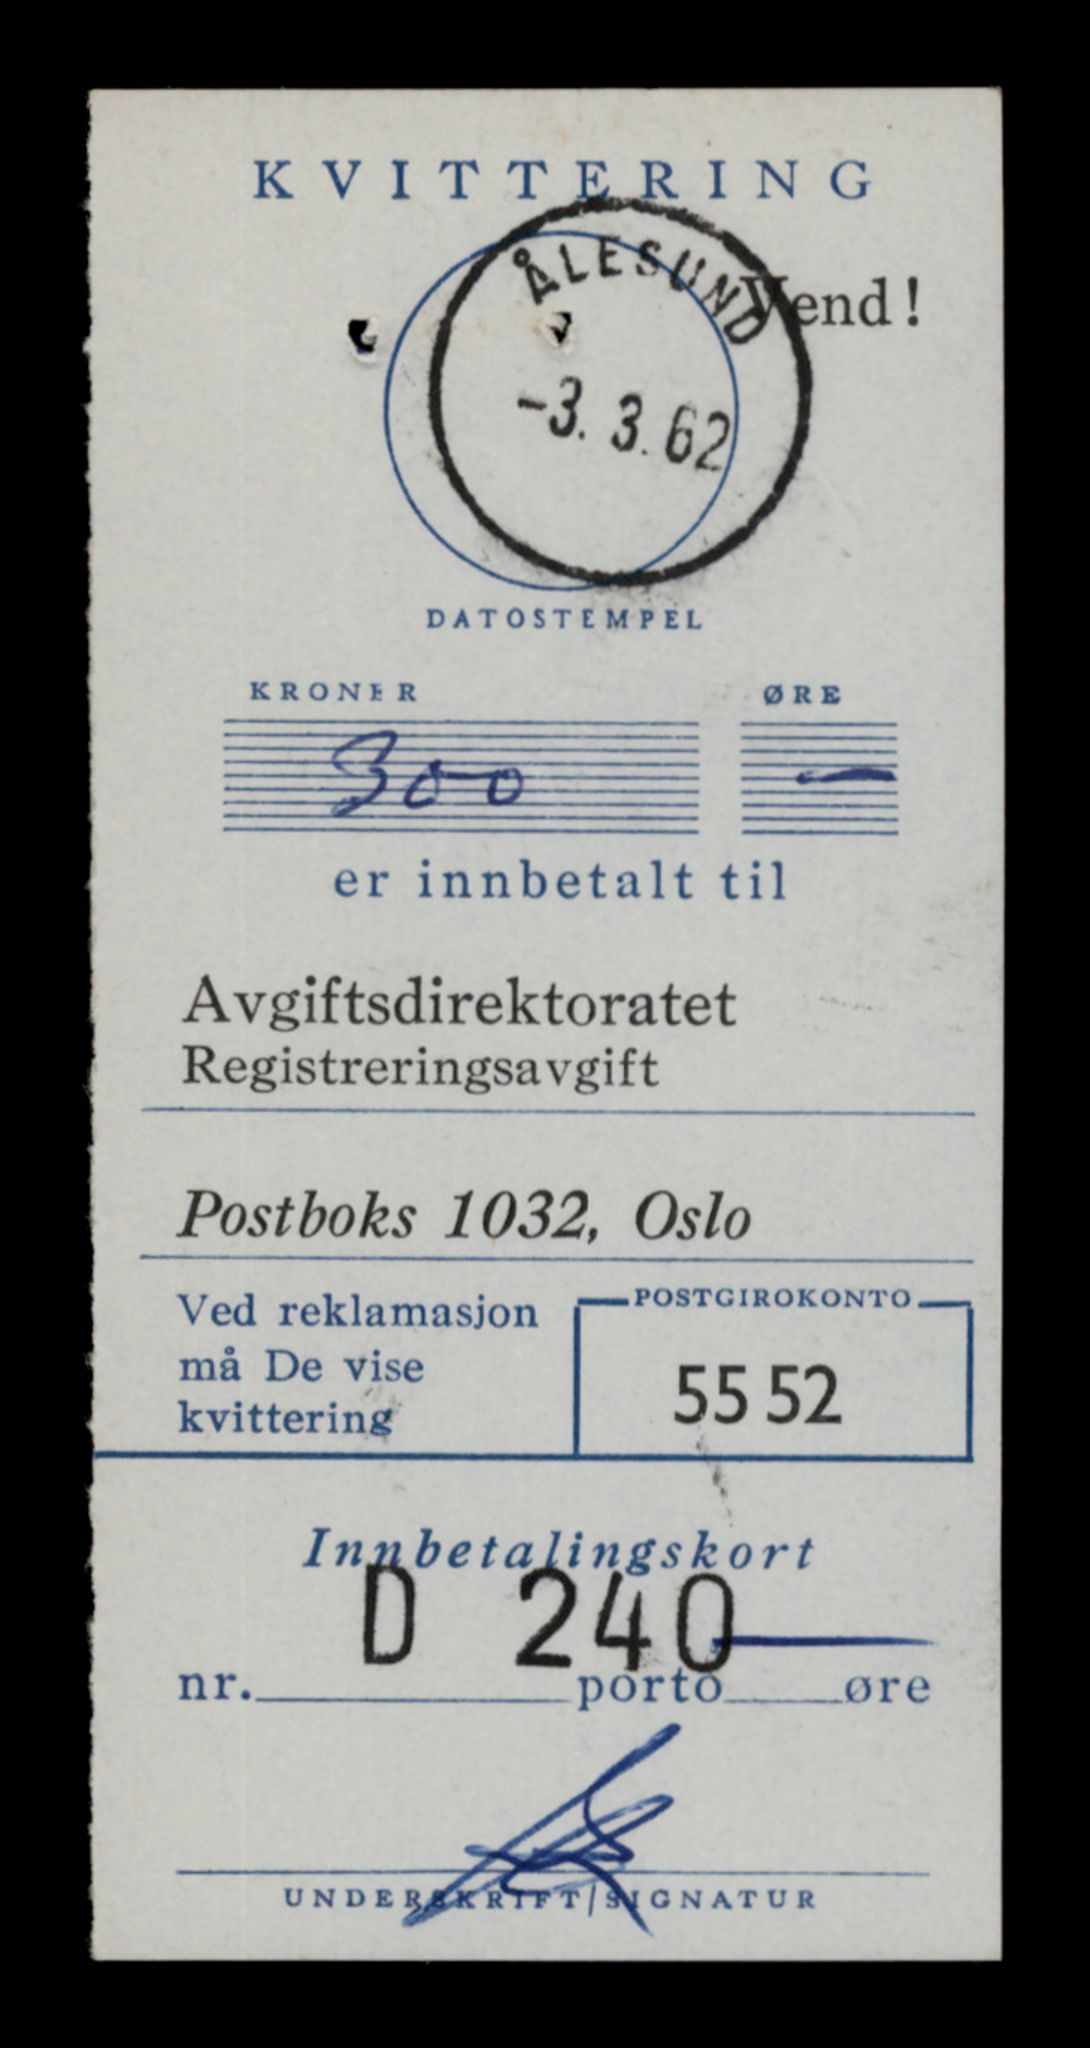 KVITTERING
ÅLESUND
Vend!
-3. 3. 62
DATOSTEMPEL
KRONER ØRE
300 —
er innbetalt til
Avgiftsdirektoratet
Registreringsavgift
Postboks 1032, Oslo
Ved reklamasjon
må De vise
kvittering
POSTGIROKONTO
55 52
Innbetalingskort
D 240
nr. porto øre
UNDERSKRIFT/SIGNATUR